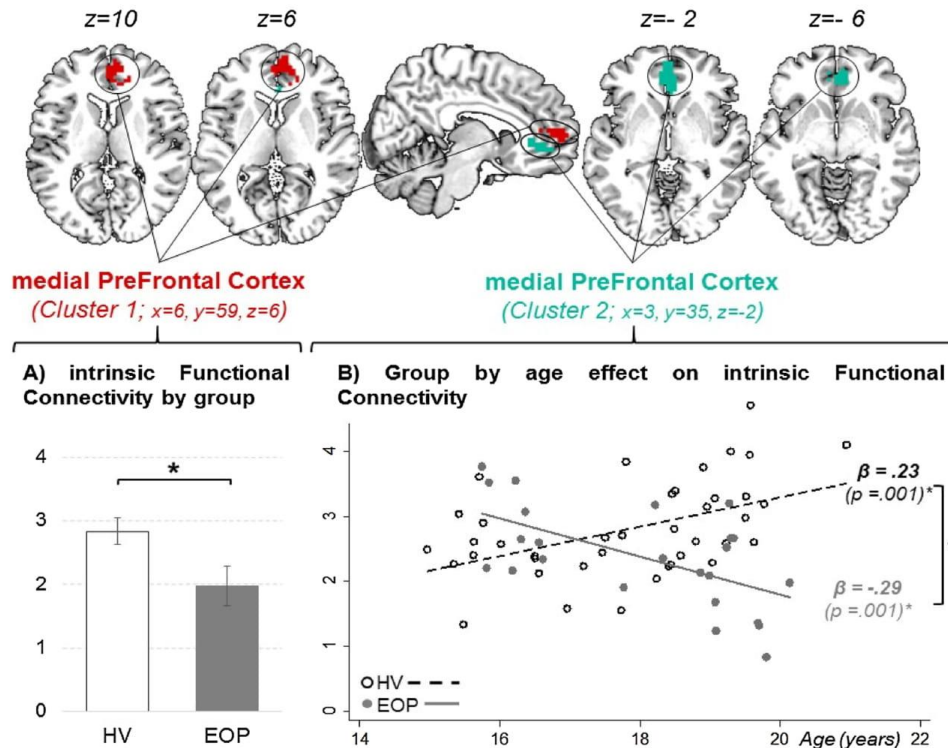 z=10 z=6 z=- 2 z=- 6
medial PreFrontal Cortex
(Cluster 1; x=6, y=59, z=6)
medial PreFrontal Cortex
(Cluster 2; x=3, y=35, z=-2)
A) intrinsic Functional
Connectivity by group
4
3
2
1
0
*
HV EOP
B) Group by age effect on intrinsic Functional
Connectivity
4
3
2
1
0
β = .23
(p =.001)*
β = -.29
(p =.001)*
HV
EOP
14 16 18 20 22
Age (years)